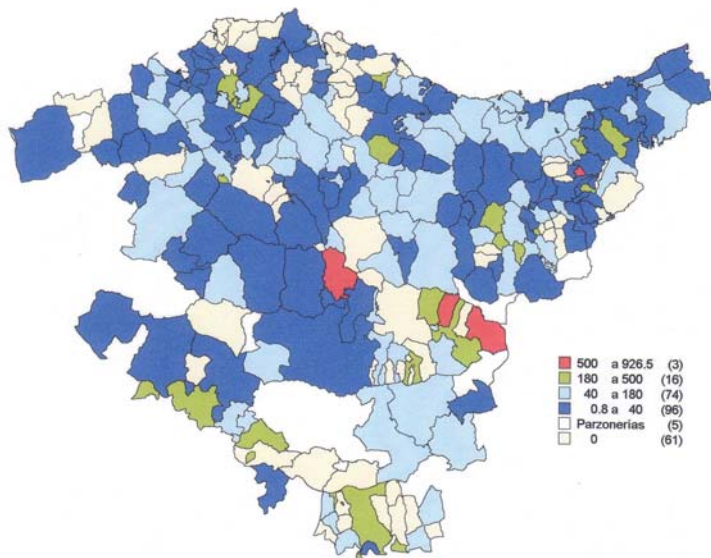 500 a 926.5 (3)
180 a 500 (16)
40 a 180 (74)
0.8 a 40 (96)
Parzonerías (5)
0 (61)